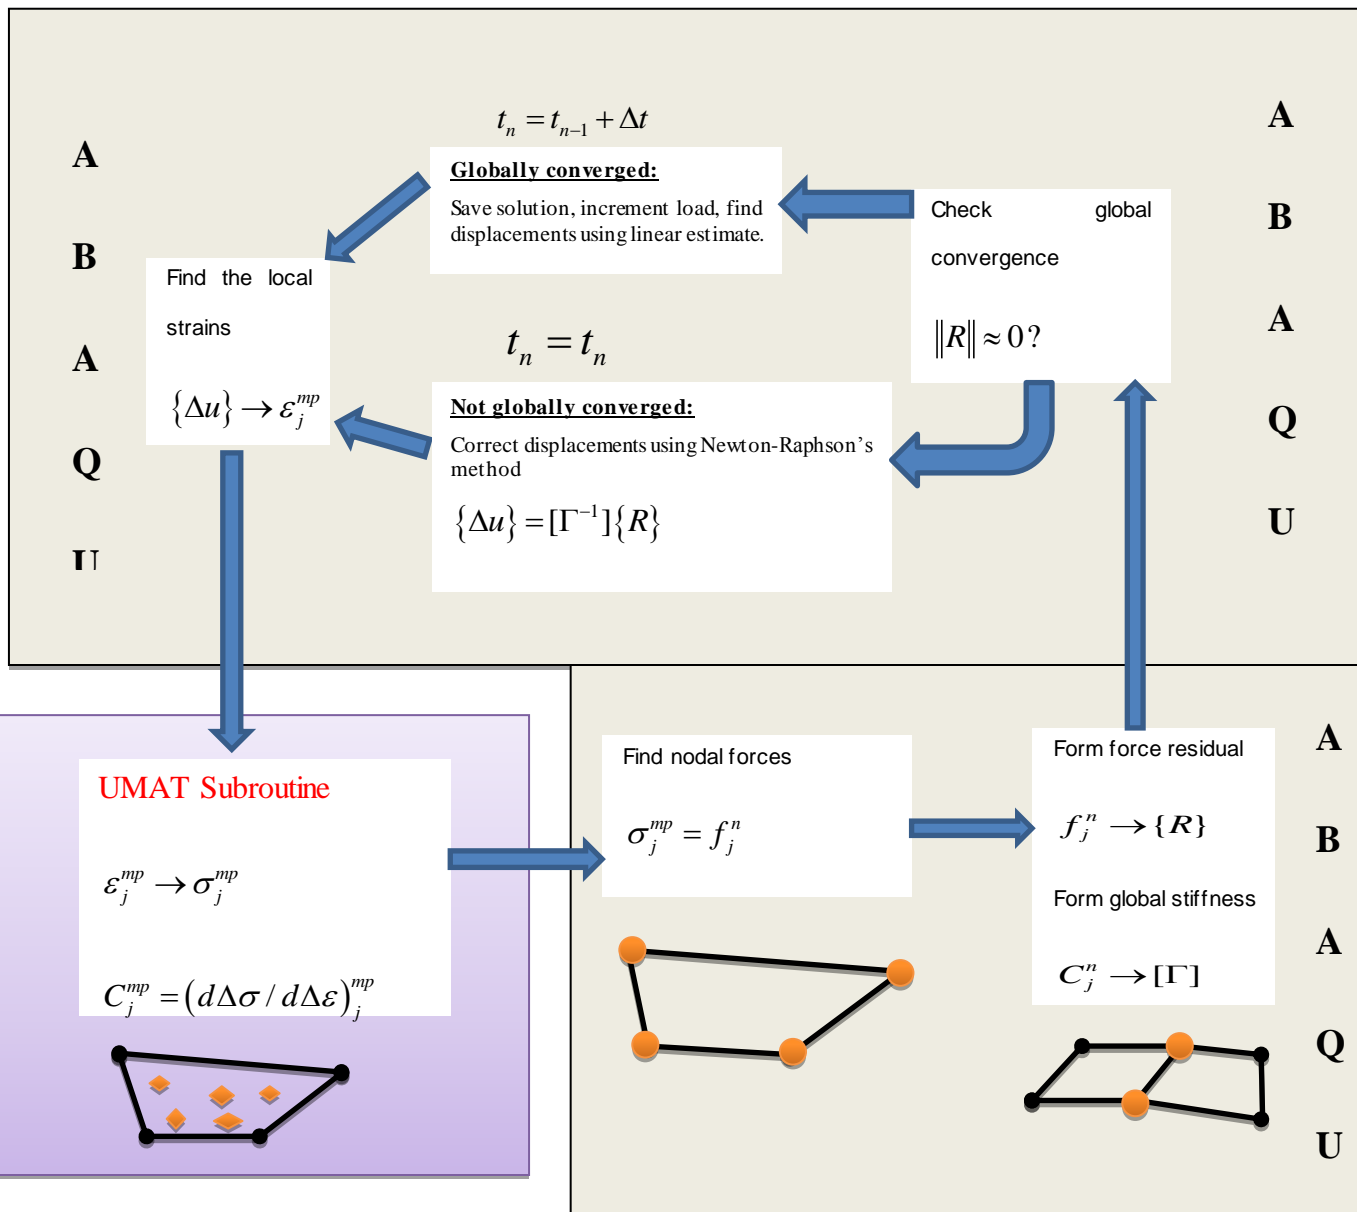 A
B
A
Q
U
t_n = t_{n-1} + Δt
Globally converged:
Save solution, increment load, find
displacements using linear estimate.
Check global
convergence
‖R‖ ≈ 0 ?
A
B
A
Q
U
Find the local
strains
{Δu} → ε_j^{mp}
t_n = t_n
Not globally converged:
Correct displacements using Newton-Raphson’s
method
{Δu} = [Γ^{-1}]{R}
UMAT Subroutine
ε_j^{mp} → σ_j^{mp}
C_j^{mp} = (dΔσ / dΔε)_j^{mp}
Find nodal forces
σ_j^{mp} = f_j^n
Form force residual
f_j^n → {R}
Form global stiffness
C_j^n → [Γ]
A
B
A
Q
U